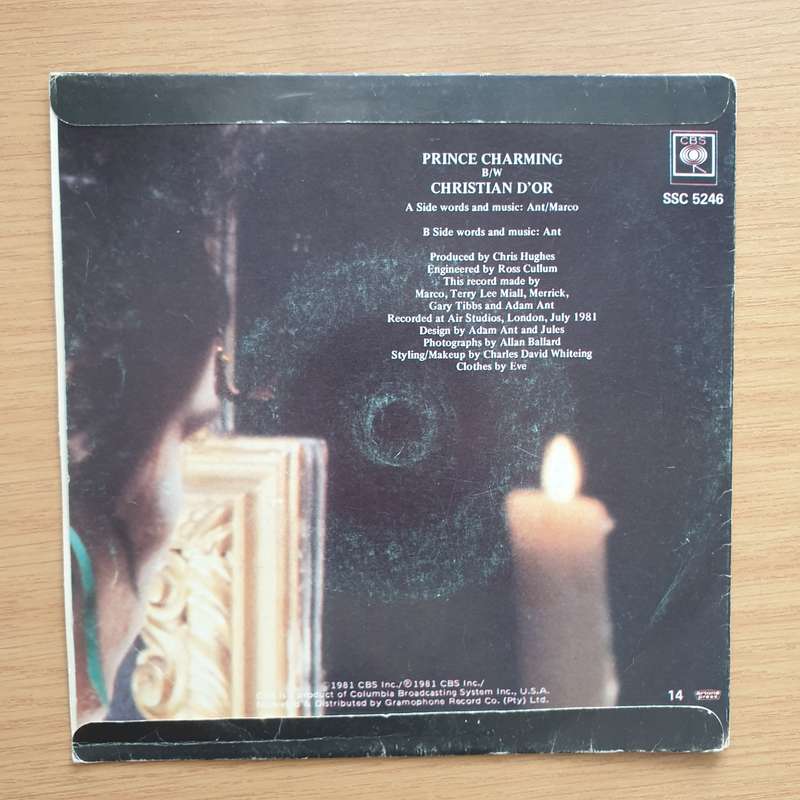 PRINCE CHARMING
B/W
CHRISTIAN D'OR
A Side words and music: Ant/Marco
B Side words and music: Ant
Produced by Chris Hughes
Engineered by Ross Cullum
This record made by
Marco, Terry Lee Miall, Merrick,
Gary Tibbs and Adam Ant
Recorded at Air Studios, London, July 1981
Design by Adam Ant and Jules
Photographs by Allan Ballard
Styling/Makeup by Charles David Whiteing
Clothes by Eve
CBS
SSC 5246
1981 CBS Inc./Ⓟ1981 CBS Inc./
is a product of Columbia Broadcasting System Inc., U.S.A.
& Distributed by Gramophone Record Co. (Pty) Ltd.
14